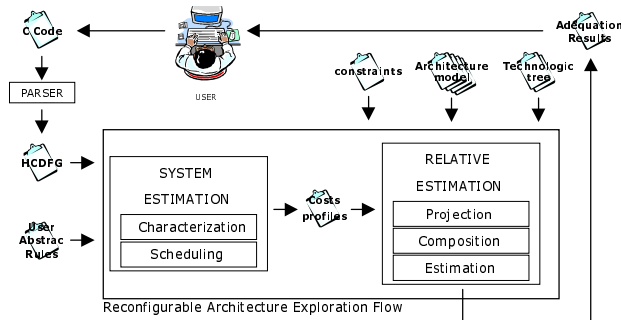 C Code
Adequation
Results
USER
constraints
Architecture
model
Technologic
tree
PARSER
HCDFG
User
Abstrac
Rules
SYSTEM
ESTIMATION
Characterization
Scheduling
Costs
profiles
RELATIVE
ESTIMATION
Projection
Composition
Estimation
Reconfigurable Architecture Exploration Flow